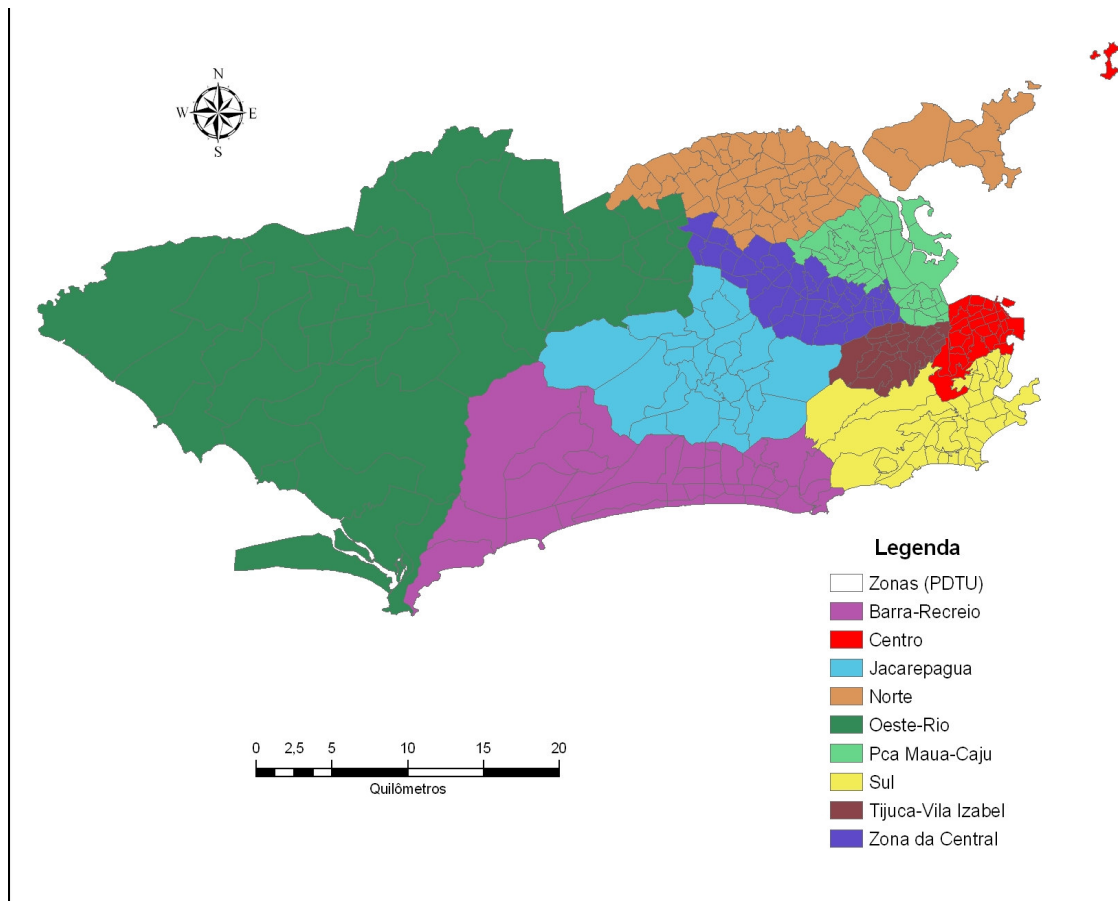 N
W E
S
Legenda
Zonas (PDTU)
Barra-Recreio
Centro
Jacarepagua
Norte
Oeste-Rio
Pca Maua-Caju
Sul
Tijuca-Vila Izabel
Zona da Central
0 2,5 5 10 15 20
Quilômetros